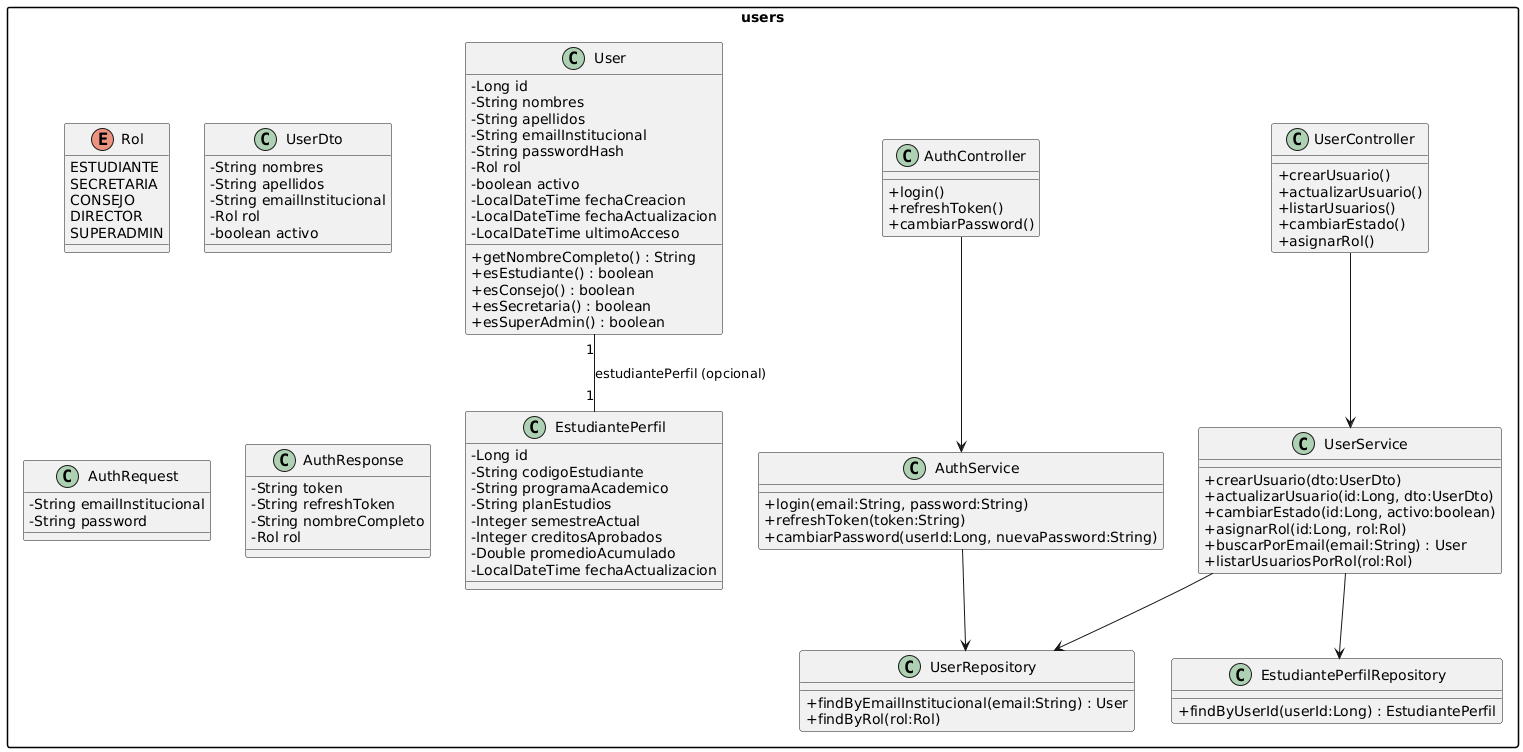 users
E Rol
ESTUDIANTE
SECRETARIA
CONSEJO
DIRECTOR
SUPERADMIN
C UserDto
-String nombres
-String apellidos
-String emailInstitucional
-Rol rol
-boolean activo
C User
-Long id
-String nombres
-String apellidos
-String emailInstitucional
-String passwordHash
-Rol rol
-boolean activo
-LocalDateTime fechaCreacion
-LocalDateTime fechaActualizacion
-LocalDateTime ultimoAcceso
+getNombreCompleto() : String
+esEstudiante() : boolean
+esConsejo() : boolean
+esSecretaria() : boolean
+esSuperAdmin() : boolean
C AuthController
+login()
+refreshToken()
+cambiarPassword()
C UserController
+crearUsuario()
+actualizarUsuario()
+listarUsuarios()
+cambiarEstado()
+asignarRol()
1
estudiantePerfil (opcional)
1
C AuthRequest
-String emailInstitucional
-String password
C AuthResponse
-String token
-String refreshToken
-String nombreCompleto
-Rol rol
C EstudiantePerfil
-Long id
-String codigoEstudiante
-String programaAcademico
-String planEstudios
-Integer semestreActual
-Integer creditosAprobados
-Double promedioAcumulado
-LocalDateTime fechaActualizacion
C AuthService
+login(email:String, password:String)
+refreshToken(token:String)
+cambiarPassword(userId:Long, nuevaPassword:String)
C UserService
+crearUsuario(dto:UserDto)
+actualizarUsuario(id:Long, dto:UserDto)
+cambiarEstado(id:Long, activo:boolean)
+asignarRol(id:Long, rol:Rol)
+buscarPorEmail(email:String) : User
+listarUsuariosPorRol(rol:Rol)
C UserRepository
+findByEmailInstitucional(email:String) : User
+findByRol(rol:Rol)
C EstudiantePerfilRepository
+findByUserId(userId:Long) : EstudiantePerfil